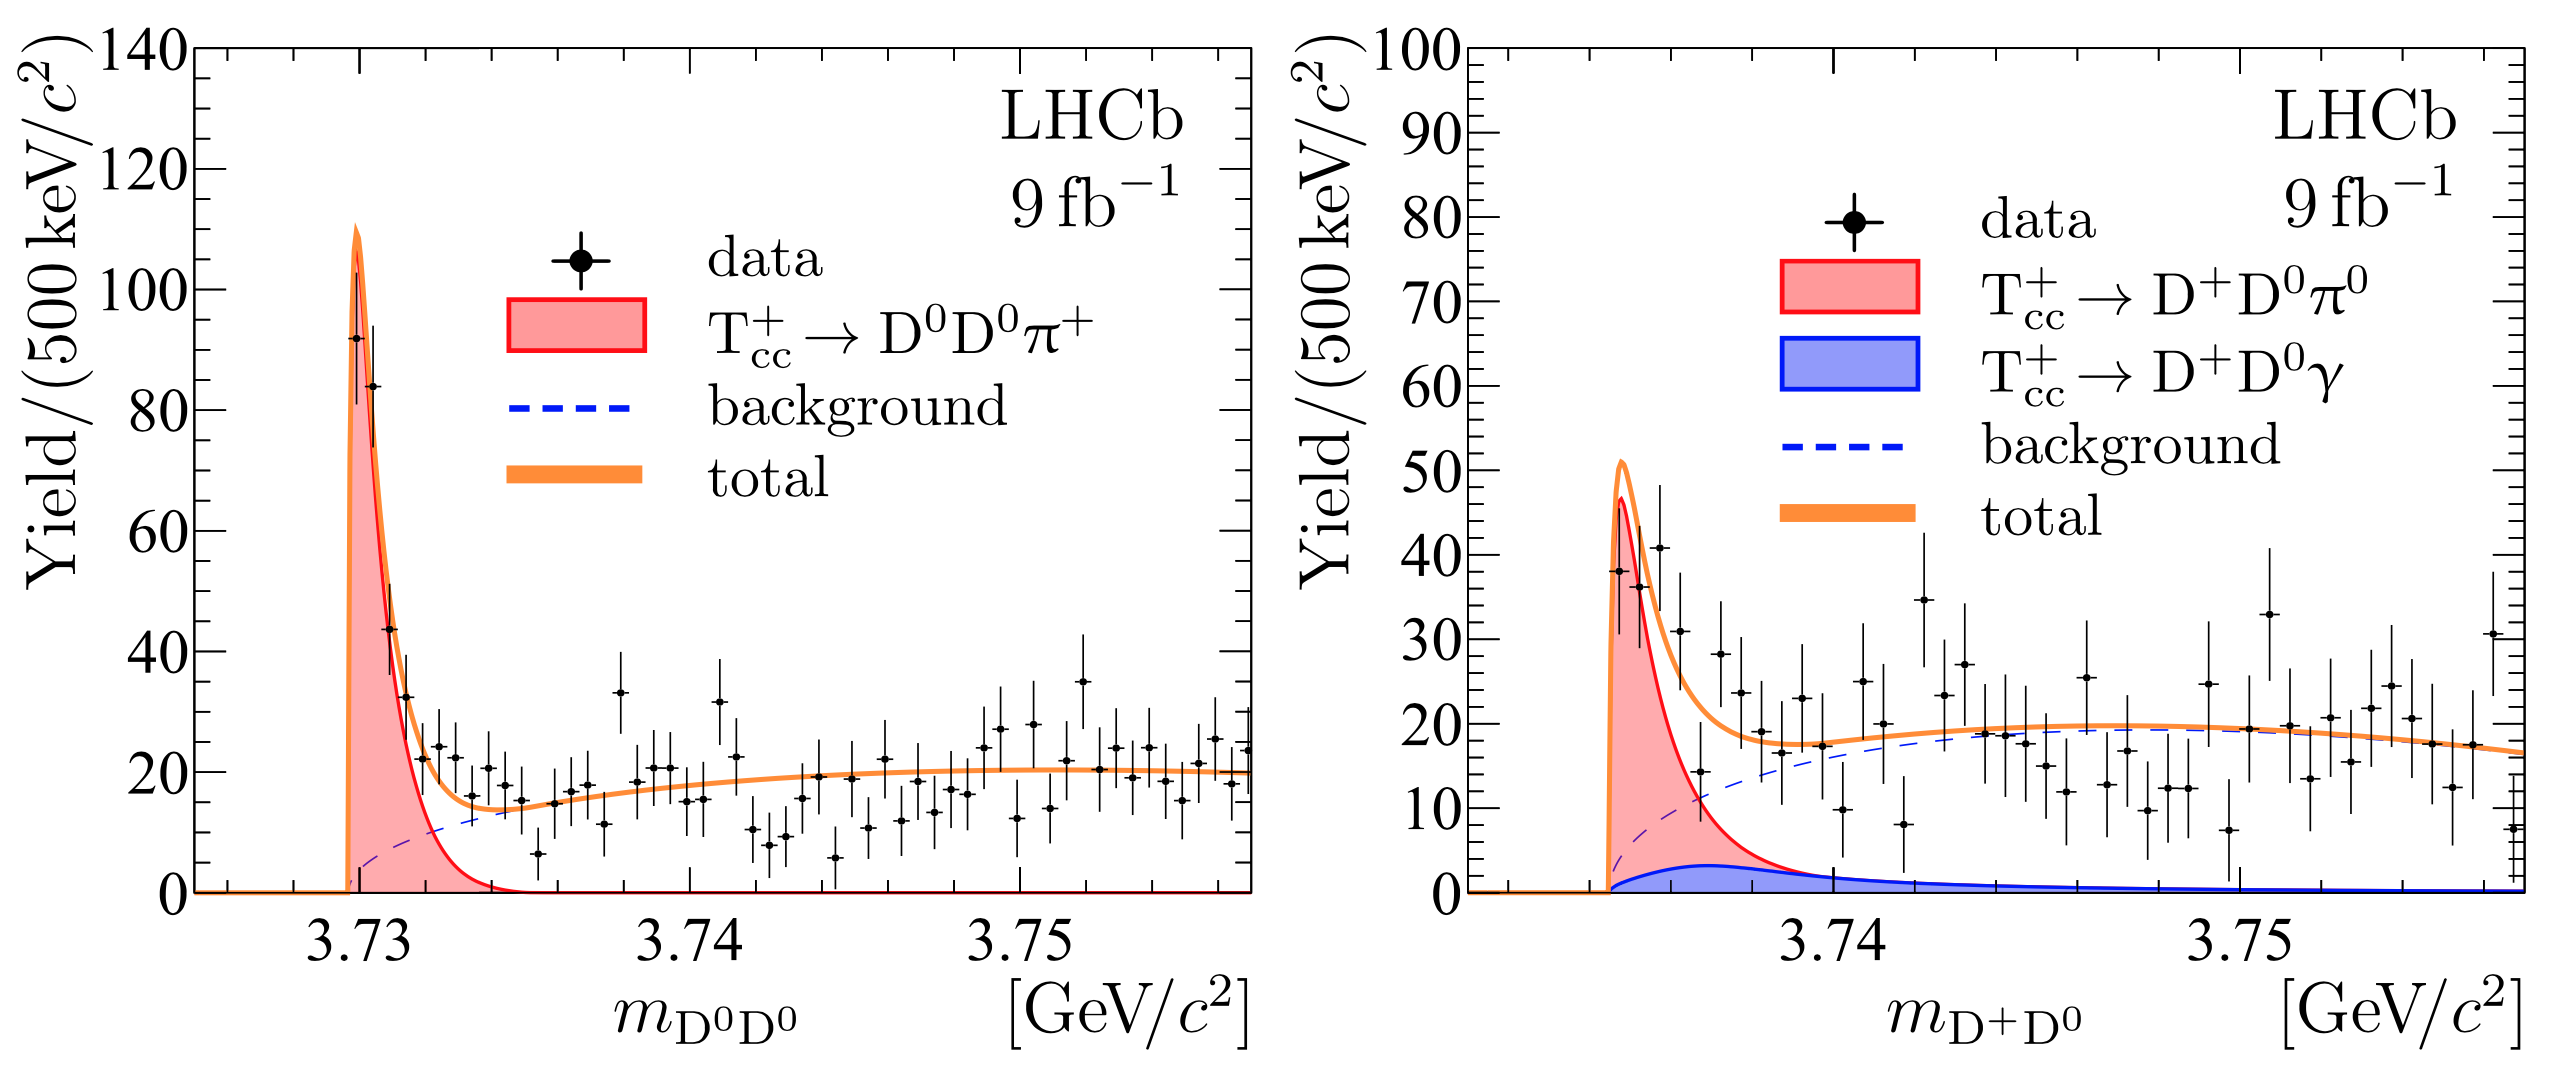 Yield/(500 keV/c²)
140
120
100
80
60
40
20
0
LHCb
9 fb⁻¹
data
T⁺cc → D⁰D⁰π⁺
background
total
3.73 3.74 3.75
m_D⁰D⁰ [GeV/c²]
Yield/(500 keV/c²)
100
90
80
70
60
50
40
30
20
10
0
LHCb
9 fb⁻¹
data
T⁺cc → D⁺D⁰π⁰
T⁺cc → D⁺D⁰γ
background
total
3.74 3.75
m_D⁺D⁰ [GeV/c²]